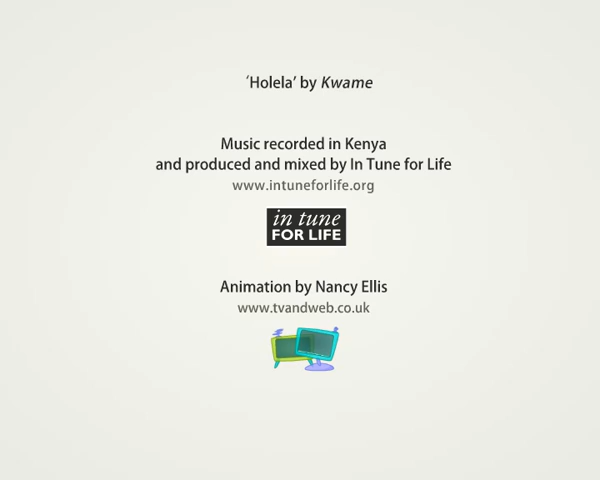 ‘Holela’ by Kwame
Music recorded in Kenya
and produced and mixed by In Tune for Life
www.intuneforlife.org
in tune
FOR LIFE
Animation by Nancy Ellis
www.tvandweb.co.uk